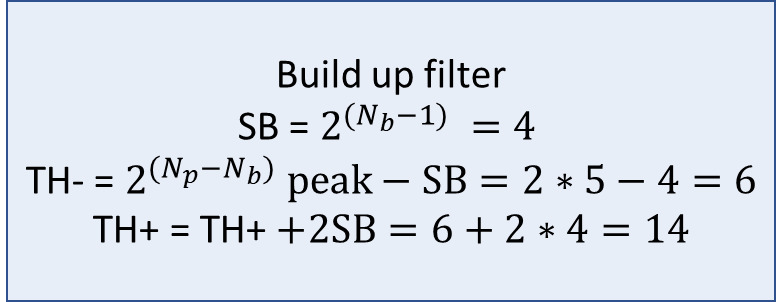 Build up filter
SB = 2^(N_b−1) = 4
TH- = 2^(N_p−N_b) peak − SB = 2 ∗ 5 − 4 = 6
TH+ = TH+ +2SB = 6 + 2 ∗ 4 = 14